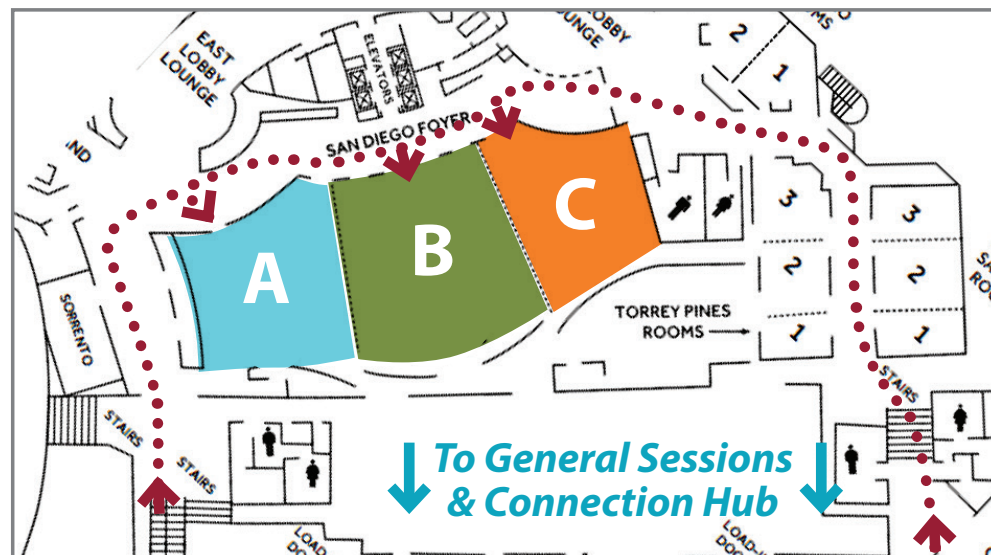 EAST
LOBBY
LOUNGE
ELEVATORS
LOBBY
LOUNGE
2
1
SAN DIEGO FOYER
A
B
C
3
2
1
3
2
1
SORRENTO
TORREY PINES
ROOMS
STAIRS
STAIRS
STAIRS
To General Sessions
& Connection Hub